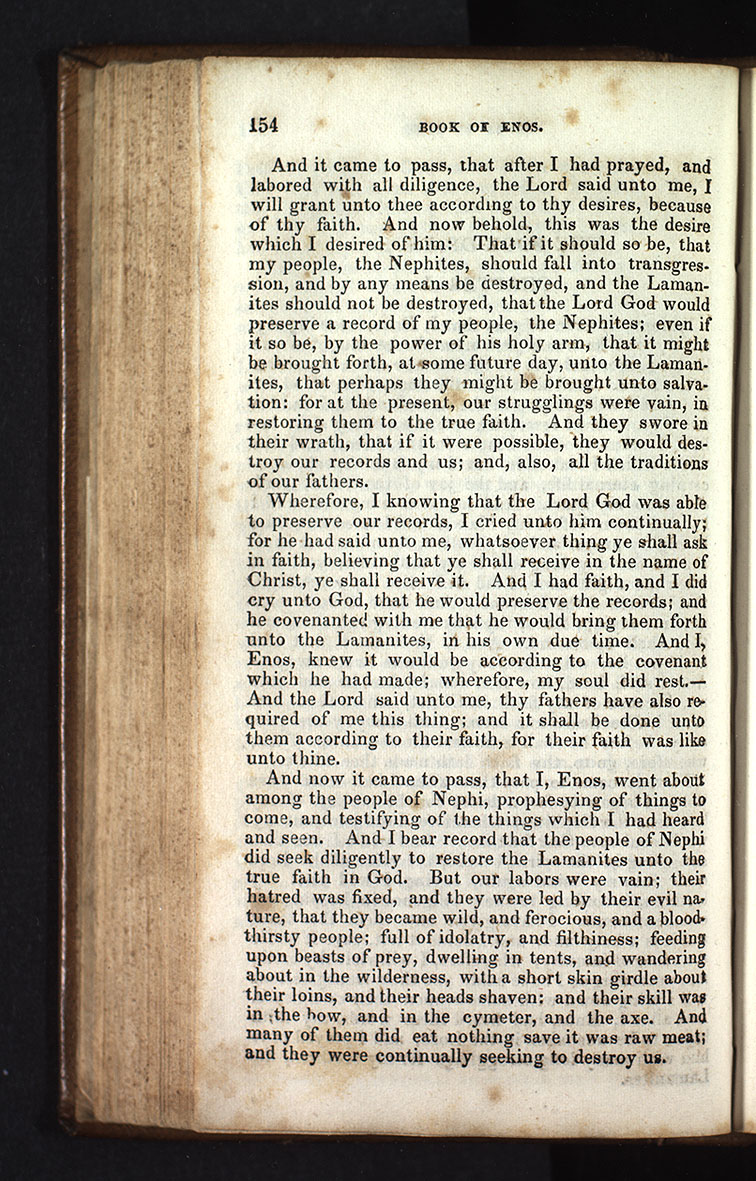 154 BOOK OF ENOS.
And it came to pass, that after I had prayed, and
labored with all diligence, the Lord said unto me, I
will grant unto thee according to thy desires, because
of thy faith. And now behold, this was the desire
which I desired of him: That if it should so be, that
my people, the Nephites, should fall into transgres-
sion, and by any means be destroyed, and the Laman-
ites should not be destroyed, that the Lord God would
preserve a record of my people, the Nephites; even if
it so be, by the power of his holy arm, that it might
be brought forth, at some future day, unto the Laman-
ites, that perhaps they might be brought unto salva-
tion: for at the present, our strugglings were vain, in
restoring them to the true faith. And they swore in
their wrath, that if it were possible, they would des-
troy our records and us; and, also, all the traditions
of our fathers.
Wherefore, I knowing that the Lord God was able
to preserve our records, I cried unto him continually;
for he had said unto me, whatsoever thing ye shall ask
in faith, believing that ye shall receive in the name of
Christ, ye shall receive it. And I had faith, and I did
cry unto God, that he would preserve the records; and
he covenanted with me that he would bring them forth
unto the Lamanites, in his own due time. And I,
Enos, knew it would be according to the covenant
which he had made; wherefore, my soul did rest.—
And the Lord said unto me, thy fathers have also re-
quired of me this thing; and it shall be done unto
them according to their faith, for their faith was like
unto thine.
And now it came to pass, that I, Enos, went about
among the people of Nephi, prophesying of things to
come, and testifying of the things which I had heard
and seen. And I bear record that the people of Nephi
did seek diligently to restore the Lamanites unto the
true faith in God. But our labors were vain; their
hatred was fixed, and they were led by their evil na-
ture, that they became wild, and ferocious, and a blood-
thirsty people; full of idolatry, and filthiness; feeding
upon beasts of prey, dwelling in tents, and wandering
about in the wilderness, with a short skin girdle about
their loins, and their heads shaven: and their skill was
in the bow, and in the cymeter, and the axe. And
many of them did eat nothing save it was raw meat;
and they were continually seeking to destroy us.